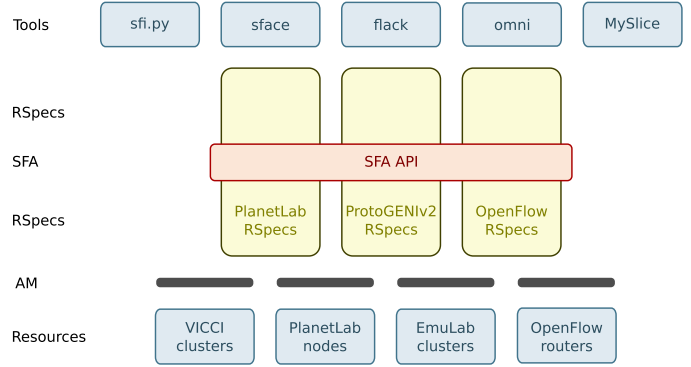 Tools
sfi.py
sface
flack
omni
MySlice
RSpecs
SFA
SFA API
RSpecs
PlanetLab
RSpecs
ProtoGENIv2
RSpecs
OpenFlow
RSpecs
AM
Resources
VICCI
clusters
PlanetLab
nodes
EmuLab
clusters
OpenFlow
routers